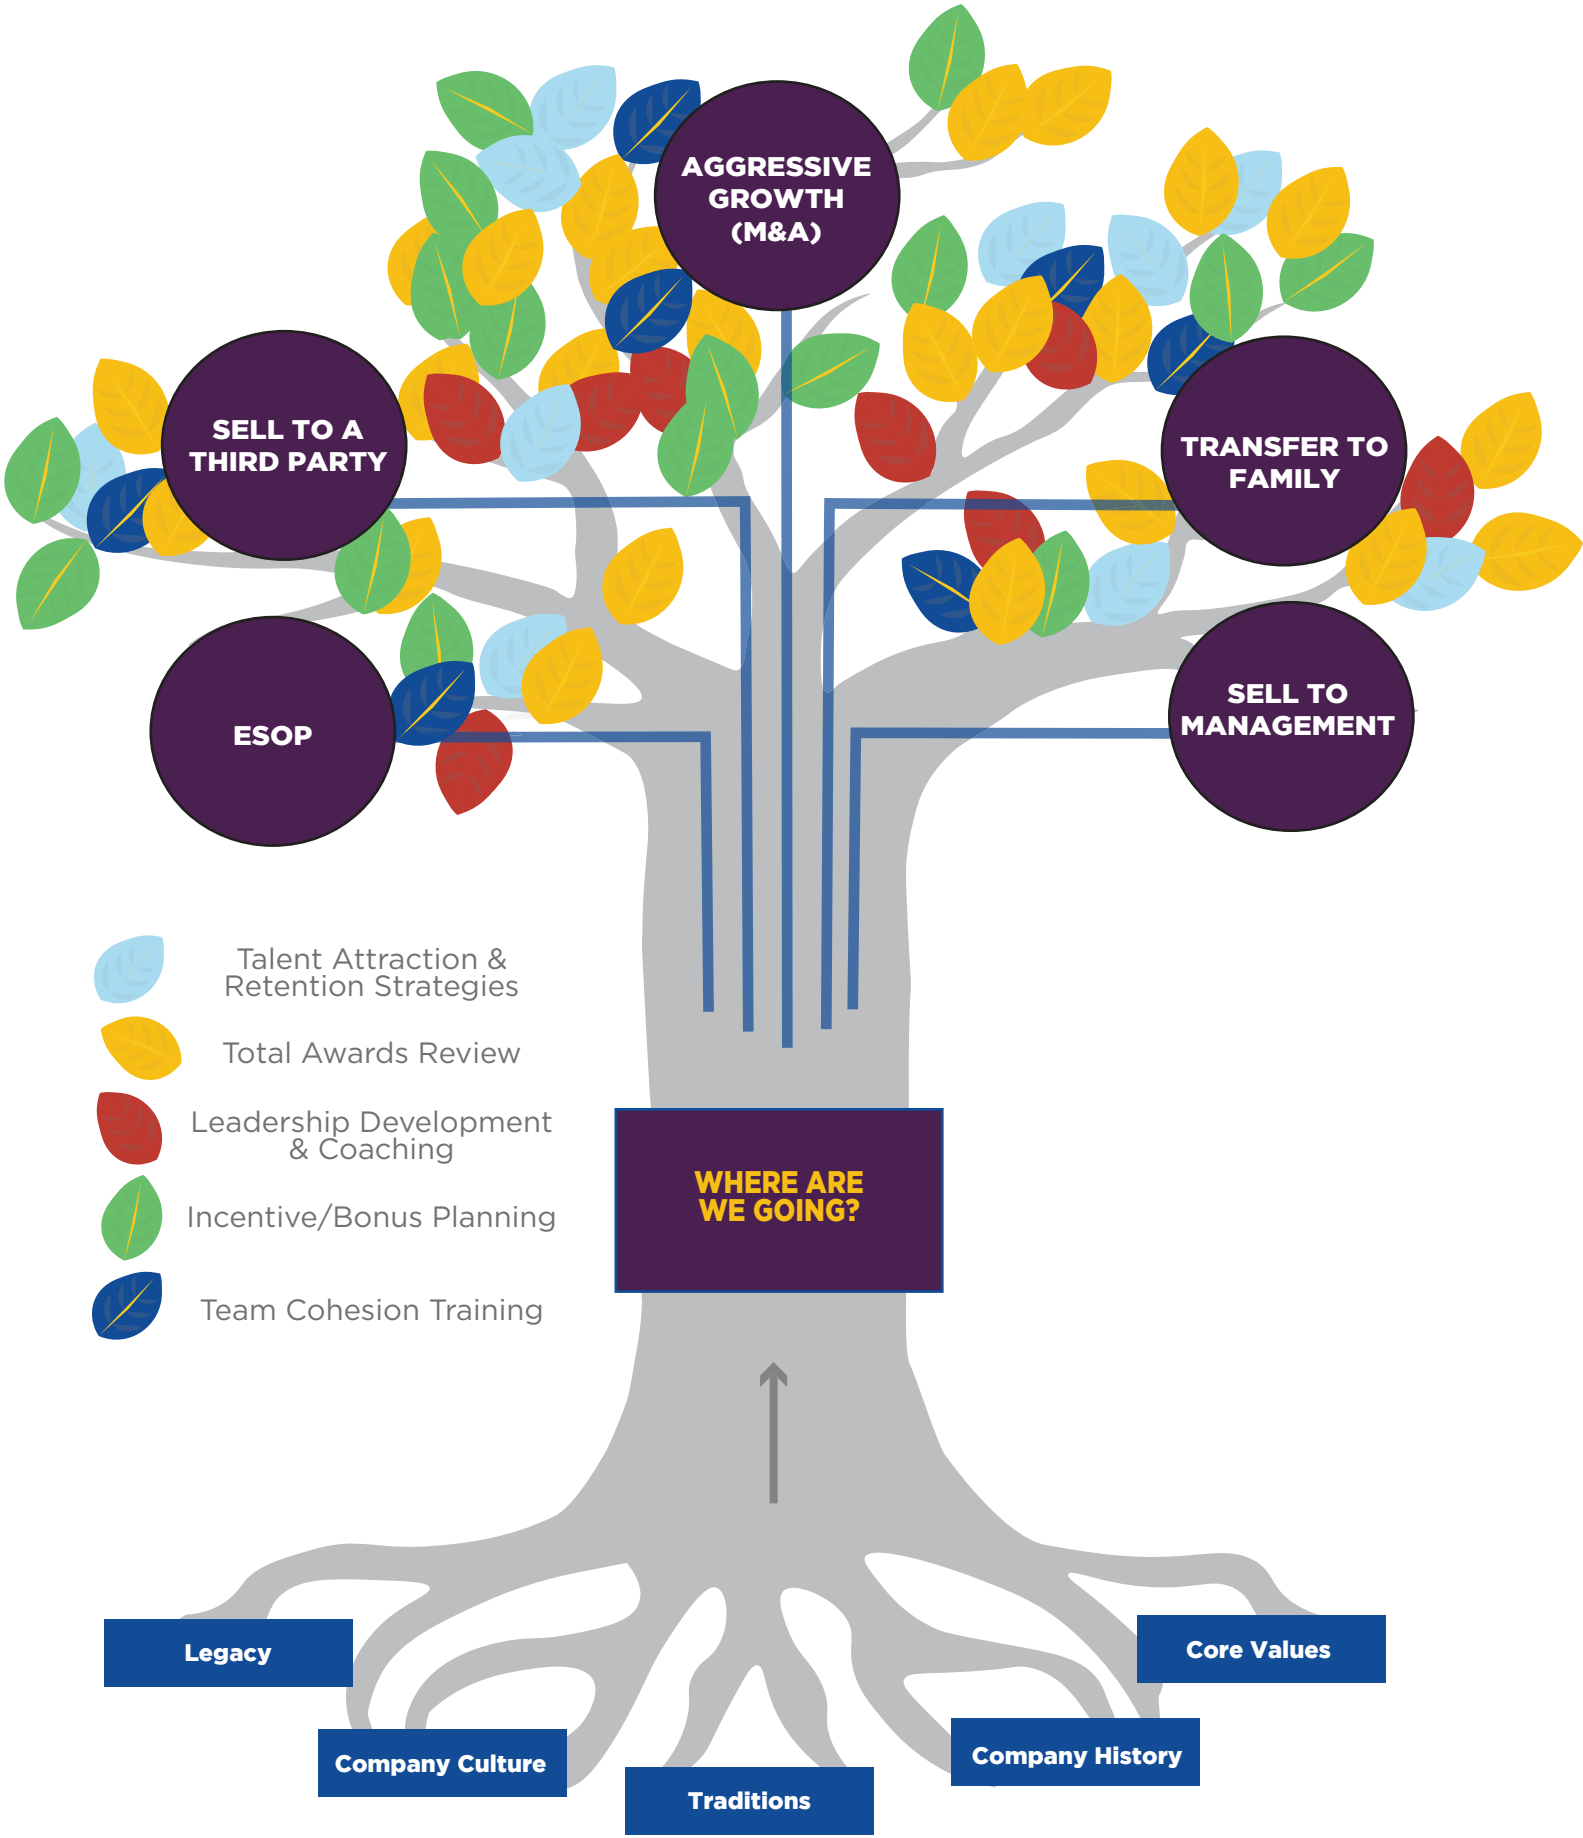 AGGRESSIVE
GROWTH
(M&A)
SELL TO A
THIRD PARTY
TRANSFER TO
FAMILY
ESOP
SELL TO
MANAGEMENT
Talent Attraction &
Retention Strategies
Total Awards Review
Leadership Development
& Coaching
Incentive/Bonus Planning
Team Cohesion Training
WHERE ARE
WE GOING?
Legacy
Company Culture
Traditions
Company History
Core Values